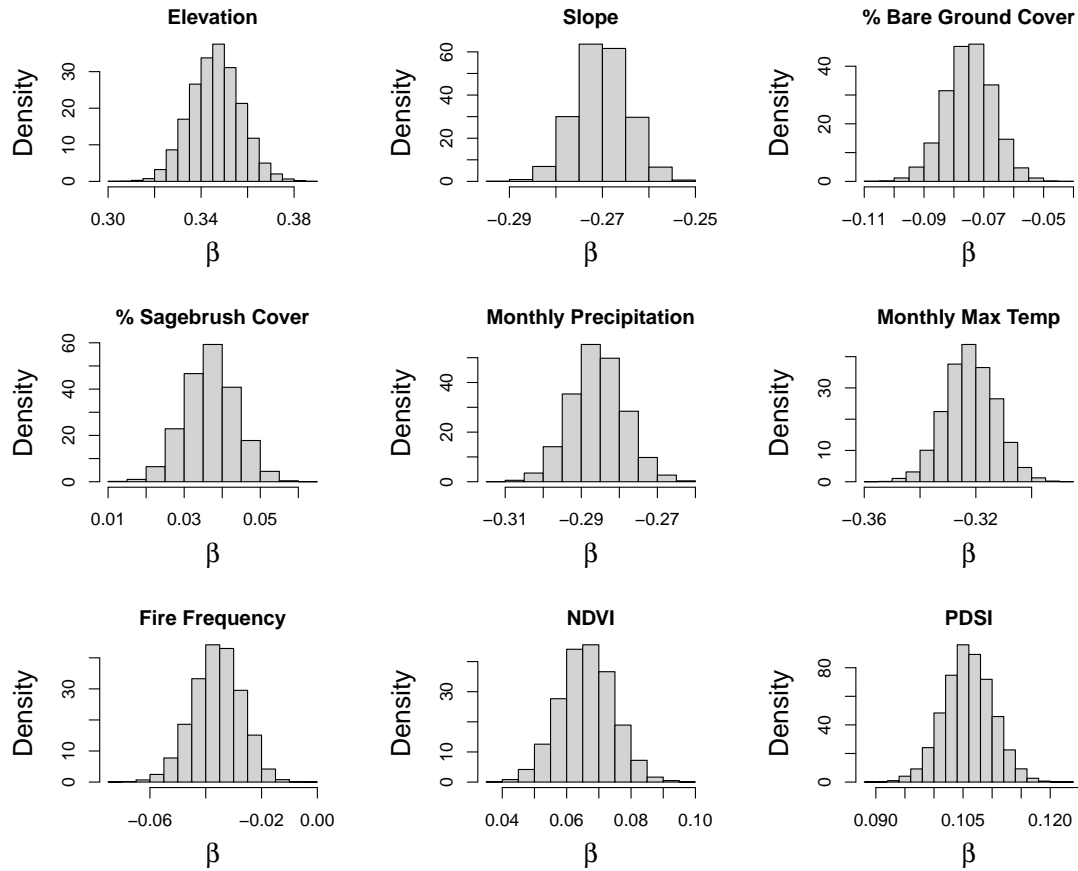 Elevation
Density
0 10 20 30
0.30 0.34 0.38
β
Slope
Density
0 20 40 60
−0.29 −0.27 −0.25
β
% Bare Ground Cover
Density
0 20 40
−0.11 −0.09 −0.07 −0.05
β
% Sagebrush Cover
Density
0 20 40 60
0.01 0.03 0.05
β
Monthly Precipitation
Density
0 20 40
−0.31 −0.29 −0.27
β
Monthly Max Temp
Density
0 10 30
−0.36 −0.32
β
Fire Frequency
Density
0 10 30
−0.06 −0.02 0.00
β
NDVI
Density
0 10 30
0.04 0.06 0.08 0.10
β
PDSI
Density
0 40 80
0.090 0.105 0.120
β